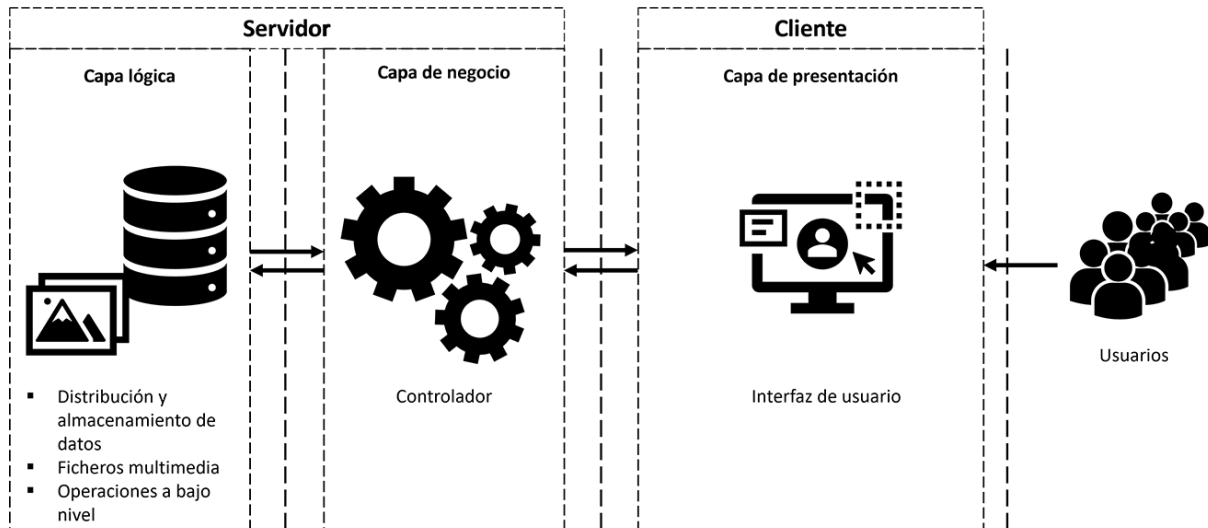 Servidor
Cliente
Capa lógica
Capa de negocio
Capa de presentación
Usuarios
Controlador
Interfaz de usuario
▪ Distribución y
almacenamiento de
datos
▪ Ficheros multimedia
▪ Operaciones a bajo
nivel